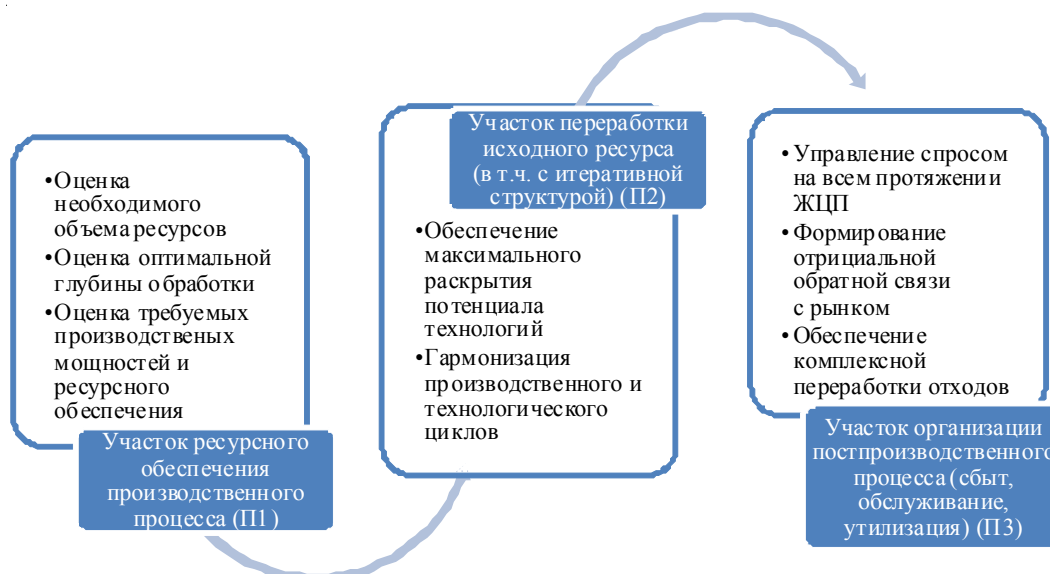 •Оценка
необходимого
объема ресурсов
•Оценка оптимальной
глубины обработки
•Оценка требуемых
производственых
мощностей и
ресурсного
обеспечения
Участок ресурсного
обеспечения
производственного
процесса (П1)
Участок переработки
исходного ресурса
(в т.ч. с итеративной
структурой) (П2)
•Обеспечение
максимального
раскрытия
потенциала
технологий
•Гармонизация
производственного и
технологического
циклов
•Управление спросом
на всем протяжении
ЖЦП
•Формирование
отрициальной
обратной связи
с рынком
•Обеспечение
комплексной
переработки отходов
Участок организации
постпроизводственного
процесса (сбыт,
обслуживание,
утилизация) (П3)